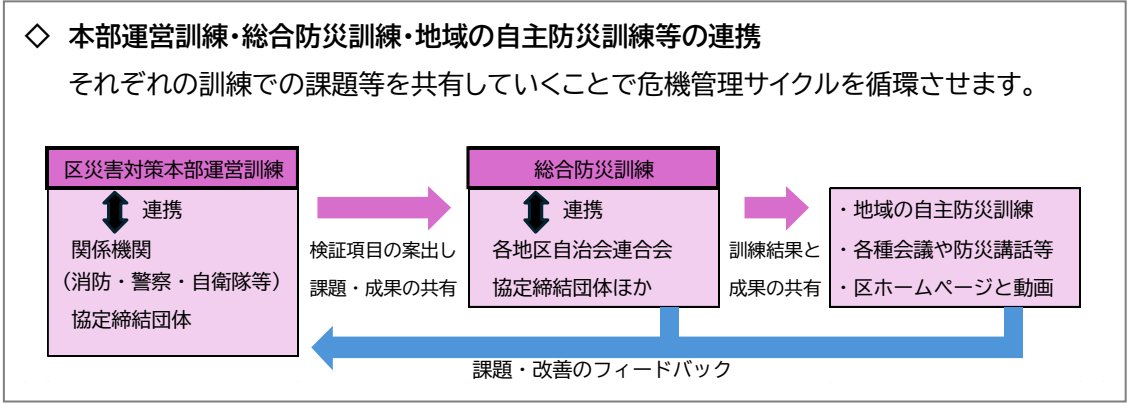 ◇ 本部運営訓練・総合防災訓練・地域の自主防災訓練等の連携
それぞれの訓練での課題等を共有していくことで危機管理サイクルを循環させます。
区災害対策本部運営訓練
連携
関係機関
（消防・警察・自衛隊等）
協定締結団体
検証項目の案出し
課題・成果の共有
総合防災訓練
連携
各地区自治会連合会
協定締結団体ほか
訓練結果と
成果の共有
・地域の自主防災訓練
・各種会議や防災講話等
・区ホームページと動画
課題・改善のフィードバック